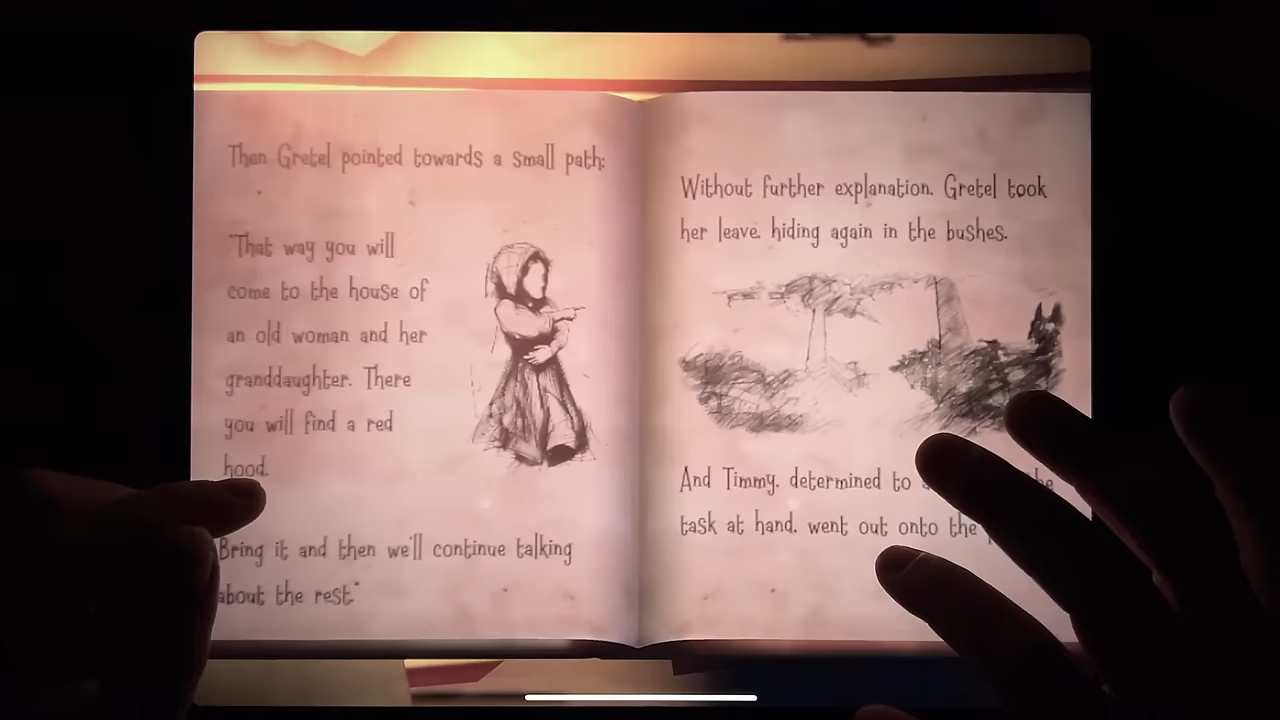 Then Gretel pointed towards a small path:
"That way you will
come to the house of
an old woman and her
granddaughter. There
you will find a red
hood.
Bring it and then we'll continue talking
about the rest"
Without further explanation. Gretel took
her leave. hiding again in the bushes.
And Timmy. determined to
task at hand. went out onto the